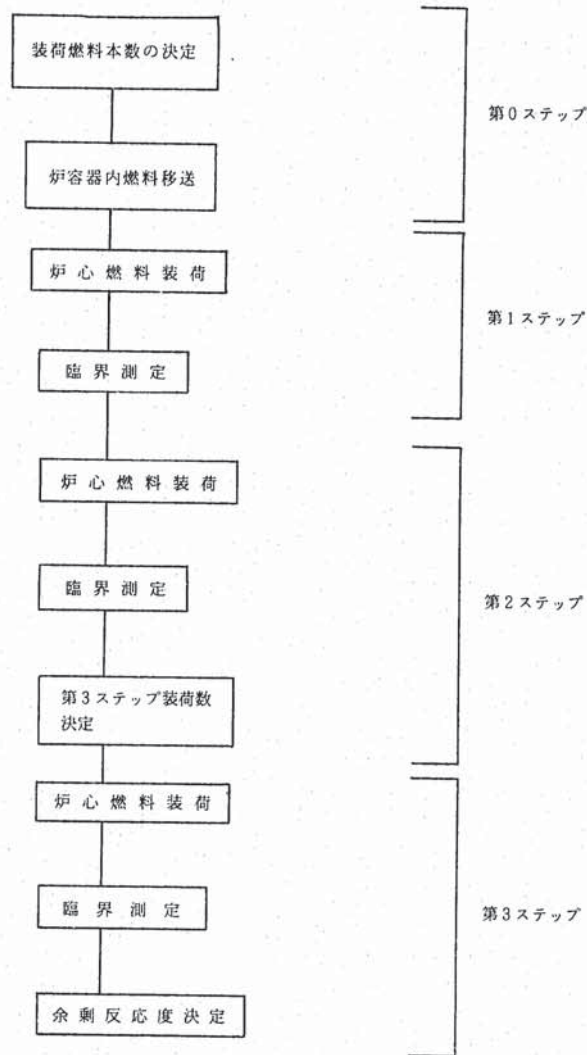 装荷燃料本数の決定
炉容器内燃料移送
第0ステップ
炉心燃料装荷
臨界測定
第1ステップ
炉心燃料装荷
臨界測定
第3ステップ装荷数
決定
第2ステップ
炉心燃料装荷
臨界測定
余剰反応度決定
第3ステップ